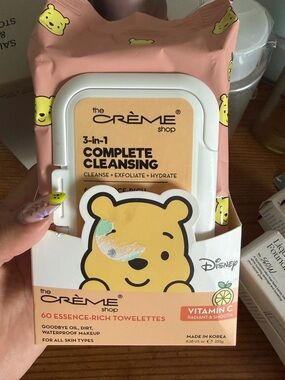 the
CRÈME®
shop
3-in-1
COMPLETE
CLEANSING
CLEANSE • EXFOLIATE • HYDRATE
Disney
the
CRÈME®
shop
60 ESSENCE-RICH TOWELETTES
GOODBYE OIL, DIRT,
WATERPROOF MAKEUP
FOR ALL SKIN TYPES
VITAMIN C
MADE IN KOREA